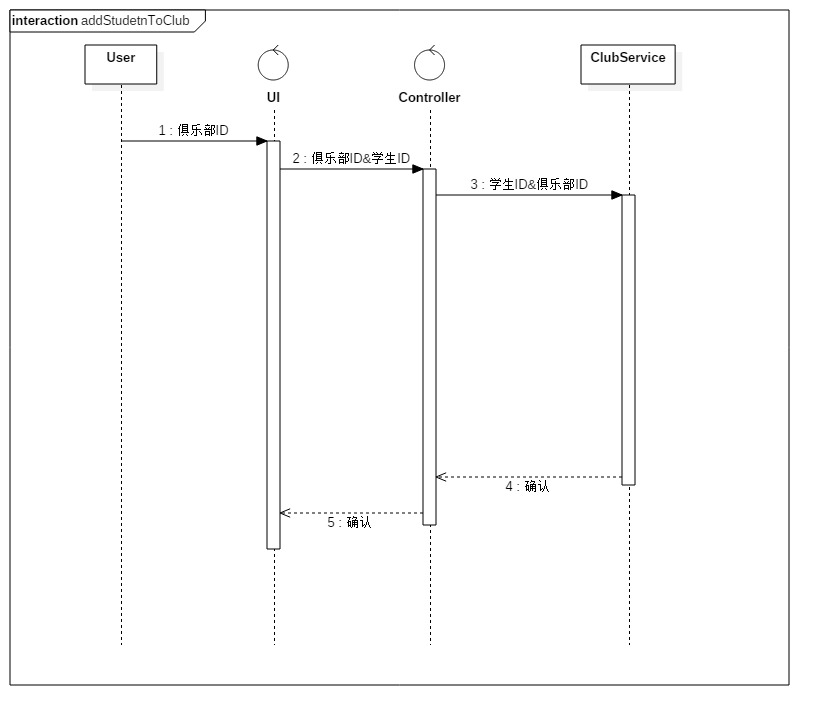 interaction addStudetnToClub
User
ClubService
UI
Controller
1 : 俱乐部ID
2 : 俱乐部ID&学生ID
3 : 学生ID&俱乐部ID
4 : 确认
5 : 确认